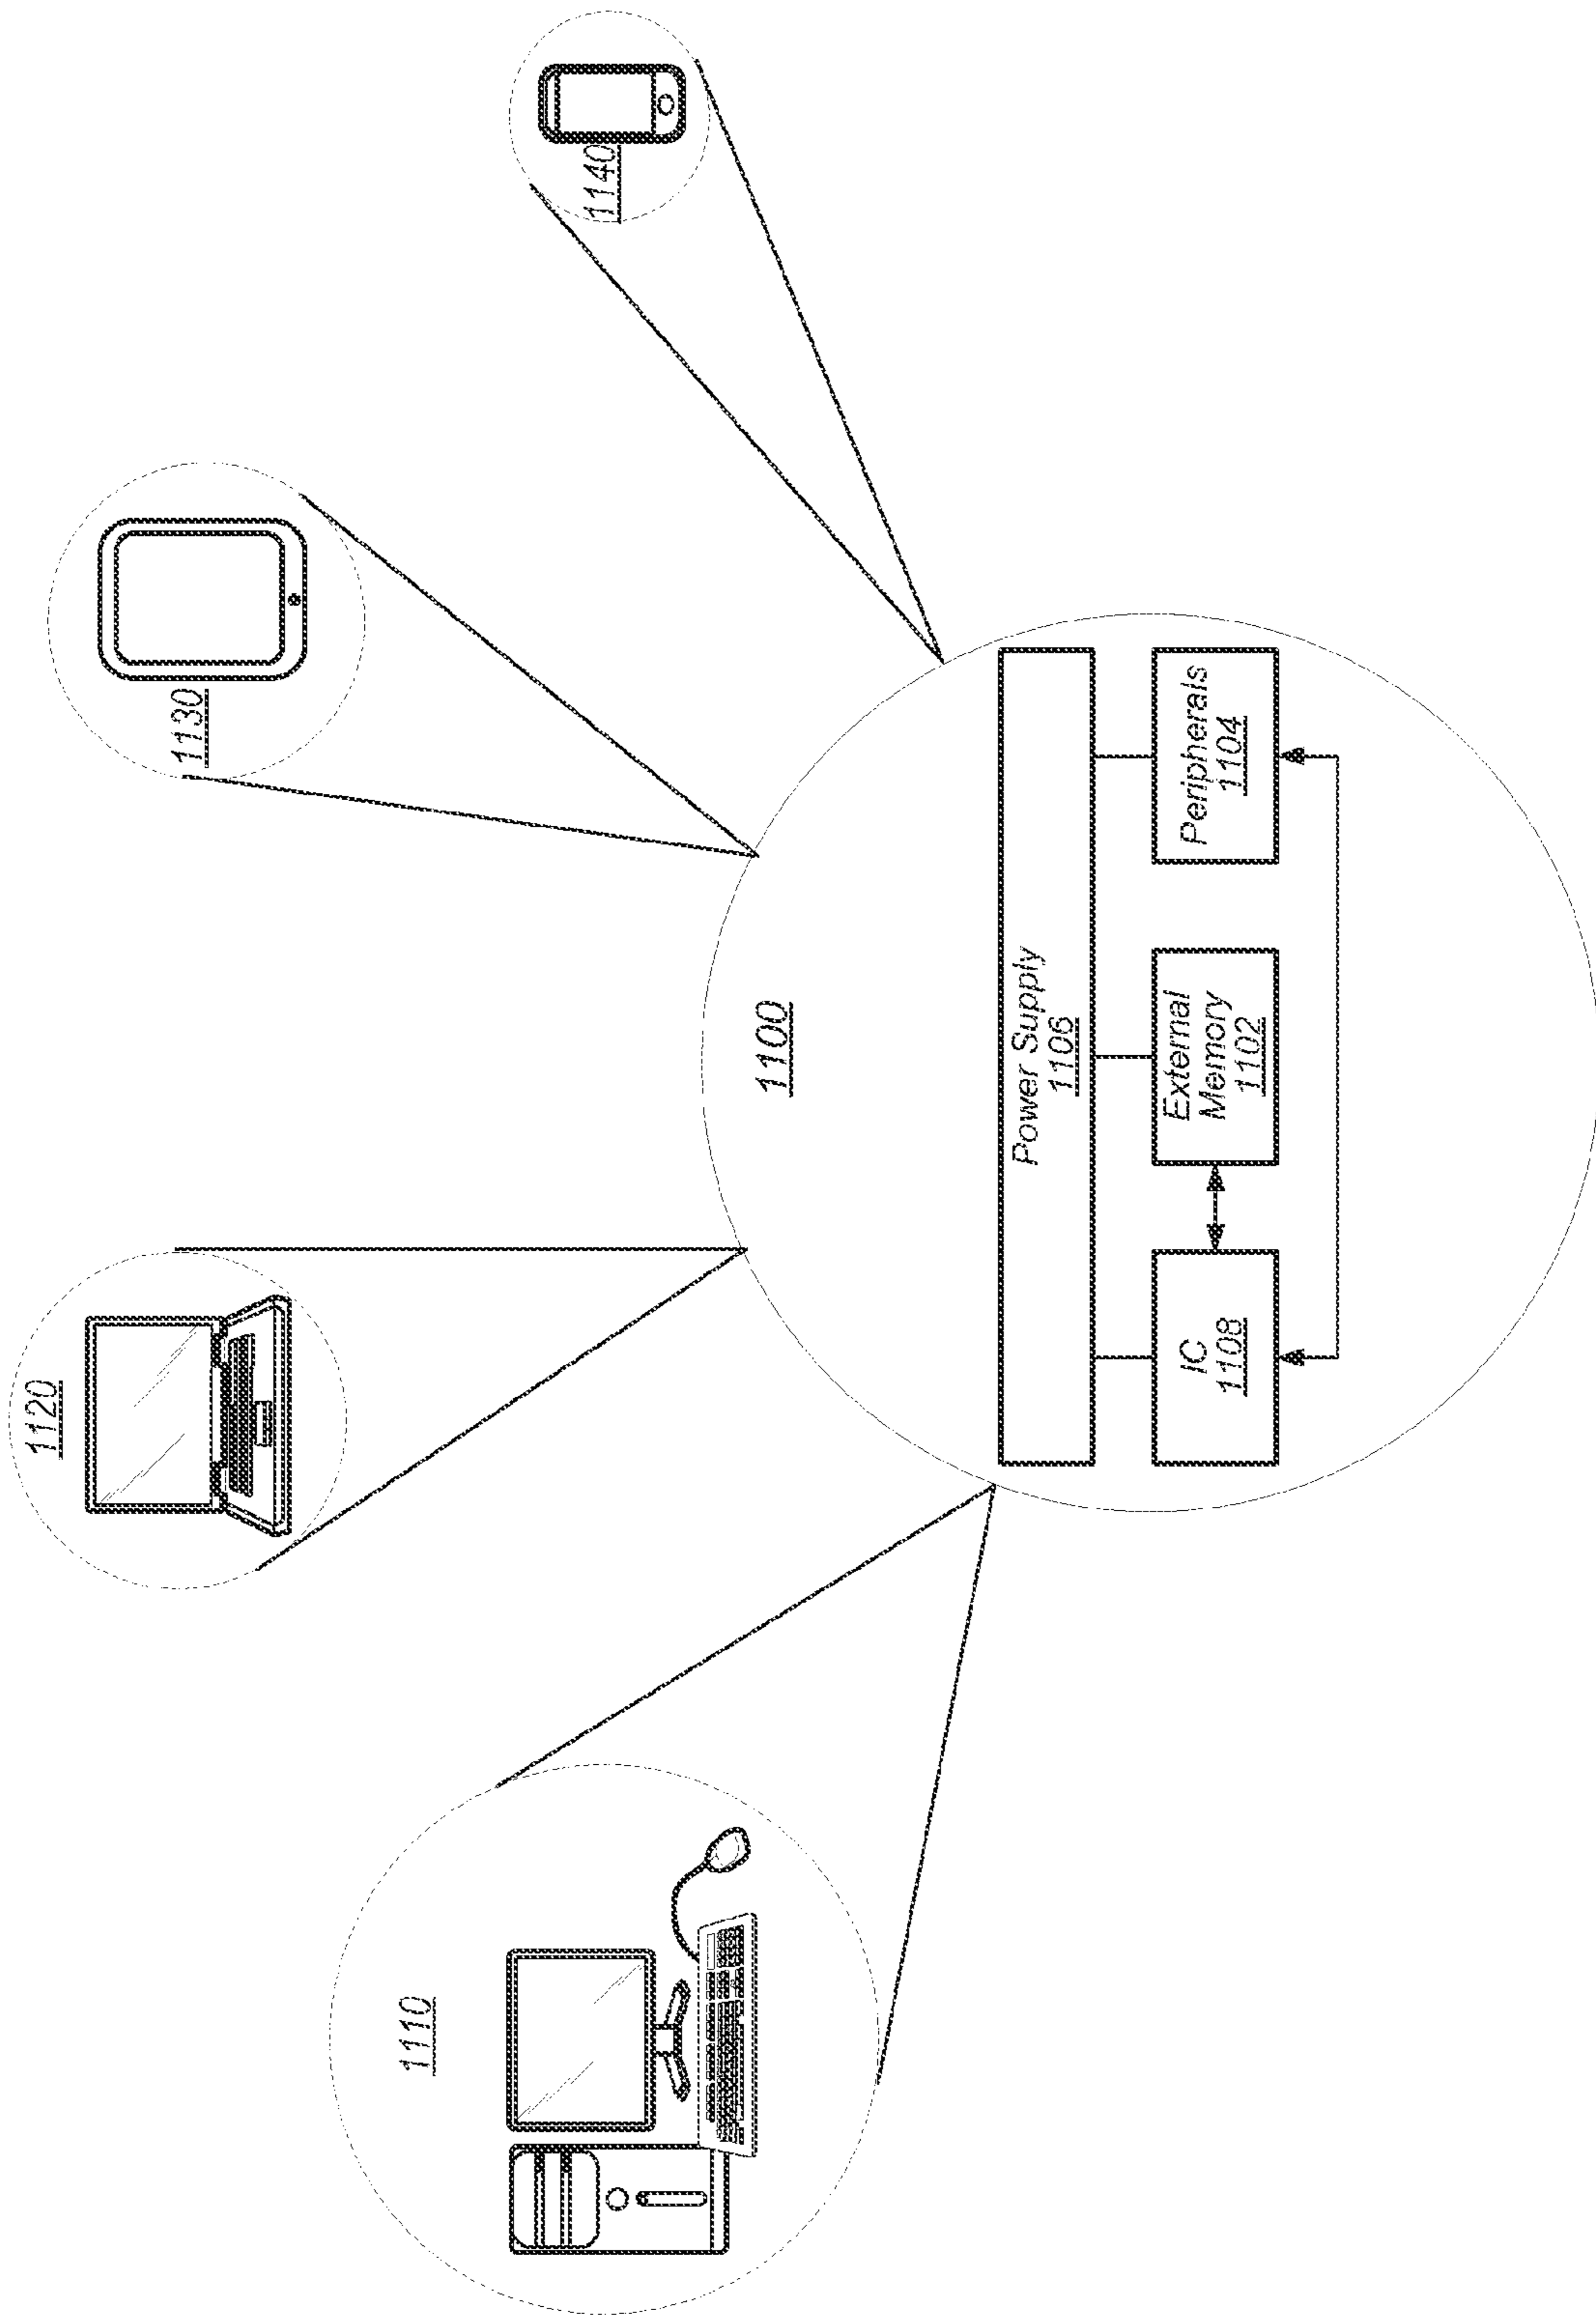 1110
1120
1130
1140
1100
Power Supply
1106
IC
1108
External
Memory
1102
Peripherals
1104